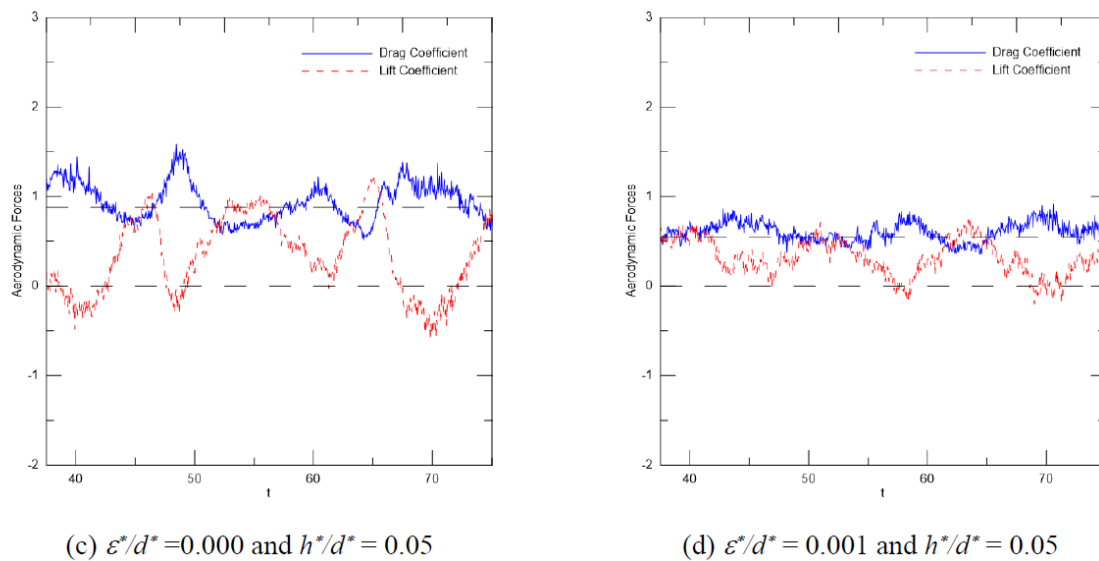 3
2
1
0
-1
-2
Aerodynamic Forces
Drag Coefficient
Lift Coefficient
40
50
60
70
t
(c) ε*/d* =0.000 and h*/d* = 0.05
3
2
1
0
-1
-2
Aerodynamic Forces
Drag Coefficient
Lift Coefficient
40
50
60
70
t
(d) ε*/d* = 0.001 and h*/d* = 0.05